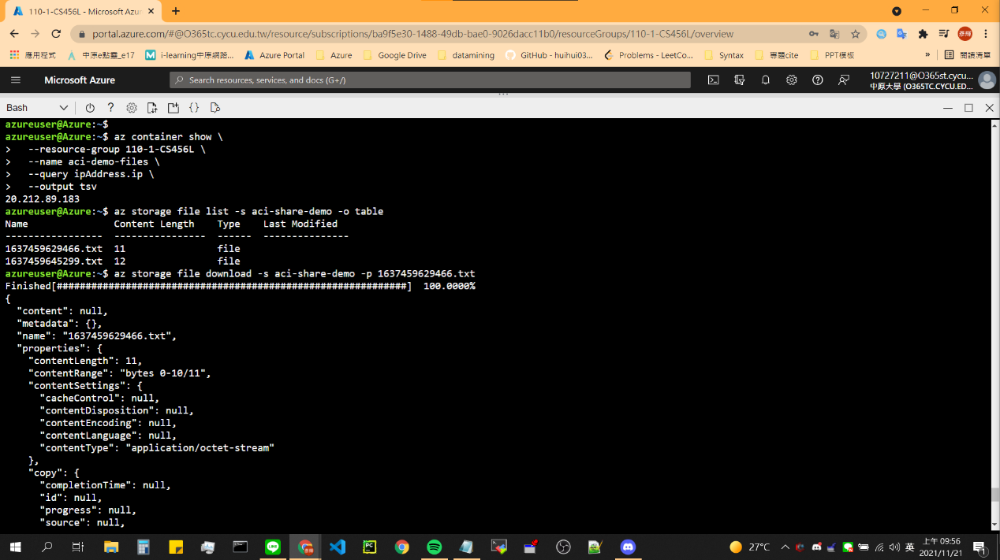 110-1-CS456L - Microsoft Azur
portal.azure.com/#@O365tc.cycu.edu.tw/resource/subscriptions/ba9f5e30-1488-49db-bae0-9026dacc11b0/resourceGroups/110-1-CS456L/overview
應用程式 中原e點靈_e17 i-learning中原網路... Azure Portal Azure Google Drive datamining GitHub - huihui03... Problems - LeetCo... Syntax 專題cite PPT模板 » 閱讀清單
Microsoft Azure Search resources, services, and docs (G+/) 10727211@O365st.cycu...
中原大學 (O365TC.CYCU.ED...
Bash
azureuser@Azure:~$
azureuser@Azure:~$ az container show \
>   --resource-group 110-1-CS456L \
>   --name aci-demo-files \
>   --query ipAddress.ip \
>   --output tsv
20.212.89.183
azureuser@Azure:~$ az storage file list -s aci-share-demo -o table
Name               Content Length    Type    Last Modified
-----------------  ----------------  ------  ---------------
1637459629466.txt  11                file
1637459645299.txt  12                file
azureuser@Azure:~$ az storage file download -s aci-share-demo -p 1637459629466.txt
Finished[#############################################################]  100.0000%
{
  "content": null,
  "metadata": {},
  "name": "1637459629466.txt",
  "properties": {
    "contentLength": 11,
    "contentRange": "bytes 0-10/11",
    "contentSettings": {
      "cacheControl": null,
      "contentDisposition": null,
      "contentEncoding": null,
      "contentLanguage": null,
      "contentType": "application/octet-stream"
    },
    "copy": {
      "completionTime": null,
      "id": null,
      "progress": null,
      "source": null,
27°C 英 上午 09:56
2021/11/21
1